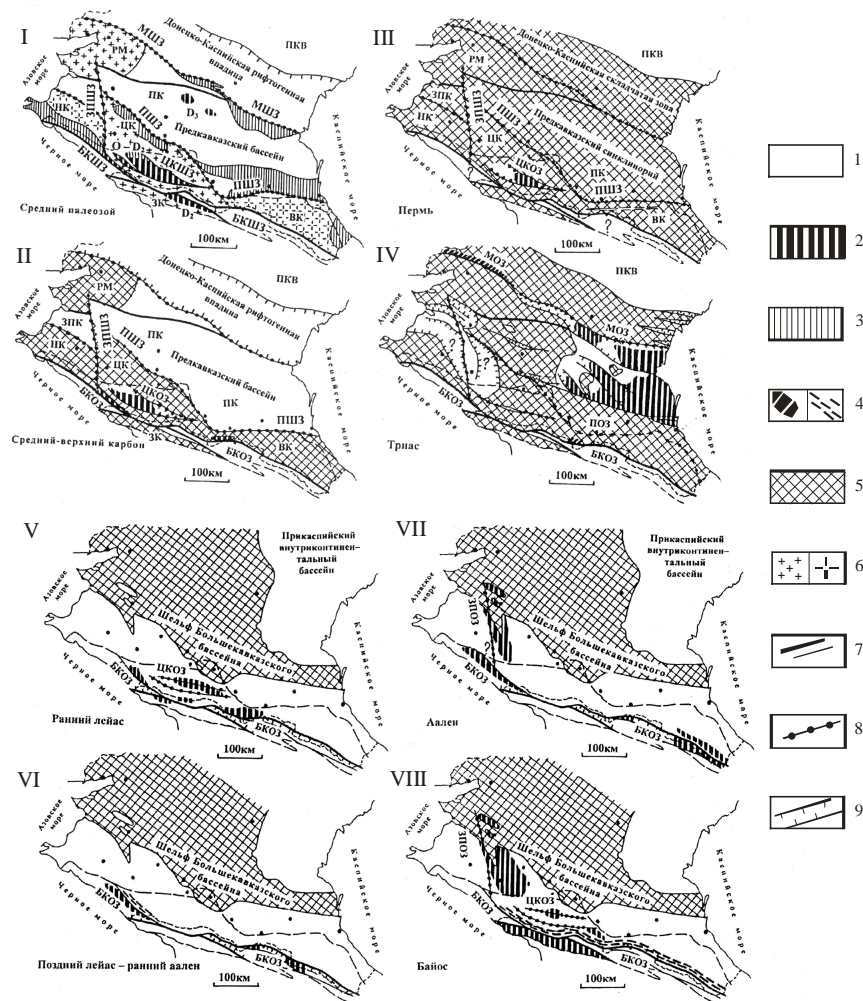 I
Азовское
море
РМ
МШЗ
Донецко-Каспийская рифтогенная
впадина
ПКВ
ПК
D₃
МШЗ
ЗПШЗ
ПШЗ
НК
ЦК
Предкавказский бассейн
О – D₂
ЦКШЗ
БКШЗ
ПШЗ
ЗК
D₂
БКШЗ
ВК
Черное море
Каспийское море
Средний палеозой
100км
II
Азовское
море
РМ
Донецко-Каспийская рифтогенная
впадина
ПКВ
ЗПК
ЗПШЗ
ПШЗ
ПК
НК
ЦК
Предкавказский бассейн
ЦКОЗ
ПК
БКОЗ
ПШЗ
ЗК
БКОЗ
ВК
Черное море
Каспийское море
Средний-верхний карбон
100км
III
Азовское
море
РМ
Донецко-Каспийская складчатая зона
ПКВ
ЗПК
ЗПШЗ
ПШЗ
Предкавказский синклинорий
ЦК
ПК
ЦКОЗ
ПШЗ
ВК
?
Черное море
Каспийское море
Пермь
100км
IV
МОЗ
ПКВ
Азовское
море
МОЗ
?
?
БКОЗ
ПОЗ
Черное море
Каспийское море
Триас
100км
V
Прикаспийский
внутриконтинен-
тальный
бассейн
Азовское
море
Шельф Большекавказского
бассейна
ЦКОЗ
БКОЗ
БКОЗ
Черное море
Каспийское море
Ранний лейас
100км
VI
Азовское
море
Шельф Большекавказского
бассейна
БКОЗ
БКОЗ
Черное море
Каспийское море
Поздний лейас – ранний аален
100км
VII
Прикаспийский
внутриконтинен-
тальный
бассейн
Азовское
море
ЗПОЗ
?
Шельф Большекавказского
бассейна
БКОЗ
БКОЗ
Черное море
Каспийское море
Аален
100км
VIII
Азовское
море
ЗПОЗ
Шельф Большекавказского
бассейна
ЦКОЗ
БКОЗ
БКОЗ
Черное море
Каспийское море
Байос
100км
1
2
3
4
5
6
7
8
9